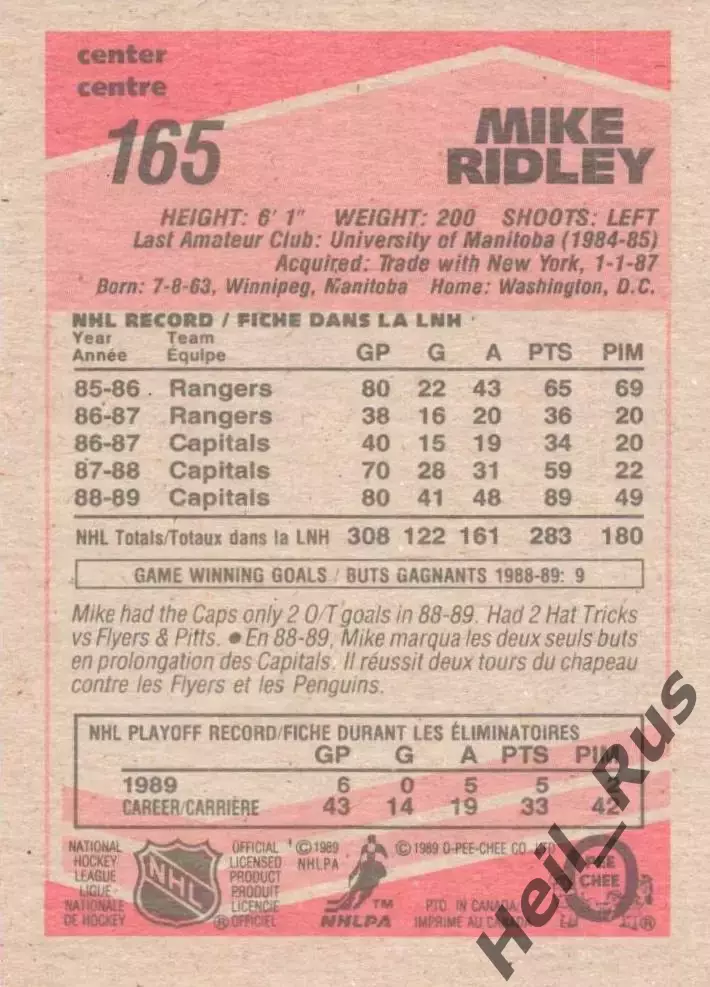 center
centre
165
MIKE
RIDLEY
HEIGHT: 6' 1" WEIGHT: 200 SHOOTS: LEFT
Last Amateur Club: University of Manitoba (1984-85)
Acquired: Trade with New York, 1-1-87
Born: 7-8-63, Winnipeg, Manitoba Home: Washington, D.C.
NHL RECORD / FICHE DANS LA LNH
Year Team
Année Équipe GP G A PTS PIM
85-86 Rangers 80 22 43 65 69
86-87 Rangers 38 16 20 36 20
86-87 Capitals 40 15 19 34 20
87-88 Capitals 70 28 31 59 22
88-89 Capitals 80 41 48 89 49
NHL Totals/Totaux dans la LNH 308 122 161 283 180
GAME WINNING GOALS / BUTS GAGNANTS 1988-89: 9
Mike had the Caps only 2 O/T goals in 88-89. Had 2 Hat Tricks
vs Flyers & Pitts. ● En 88-89, Mike marqua les deux seuls buts
en prolongation des Capitals. Il réussit deux tours du chapeau
contre les Flyers et les Penguins.
NHL PLAYOFF RECORD/FICHE DURANT LES ÉLIMINATOIRES
GP G A PTS PIM
1989 6 0 5 5 2
CAREER/CARRIÈRE 43 14 19 33 42
NATIONAL
HOCKEY
LEAGUE
LIGUE
NATIONALE
DE HOCKEY
NHL
OFFICIAL
LICENSED
PRODUCT
PRODUIT
LICENCIE
® OFFICIEL
© 1989
NHLPA
TM
NHLPA
© 1989 O-PEE-CHEE CO. LTD.
PTD. IN CANADA
IMPRIME AU CANADA
PEE
CHEE
®
Heil_Rus